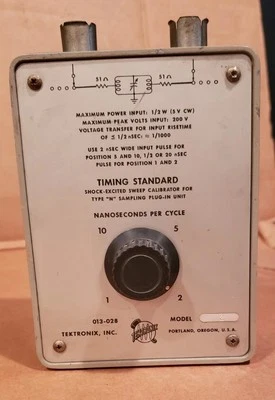 51Ω 51Ω
MAXIMUM POWER INPUT: 1/2 W (5 V CW)
MAXIMUM PEAK VOLTS INPUT: 200 V
VOLTAGE TRANSFER FOR INPUT RISETIME
OF ≤ 1/2 nSEC: ≈ 1/1000
USE 2 nSEC WIDE INPUT PULSE FOR
POSITION 5 AND 10, 1/2 OR 20 nSEC
PULSE FOR POSITION 1 AND 2
TIMING STANDARD
SHOCK-EXCITED SWEEP CALIBRATOR FOR
TYPE "N" SAMPLING PLUG-IN UNIT
NANOSECONDS PER CYCLE
10 5
1 2
013-028 MODEL
TEKTRONIX, INC. PORTLAND, OREGON, U.S.A.